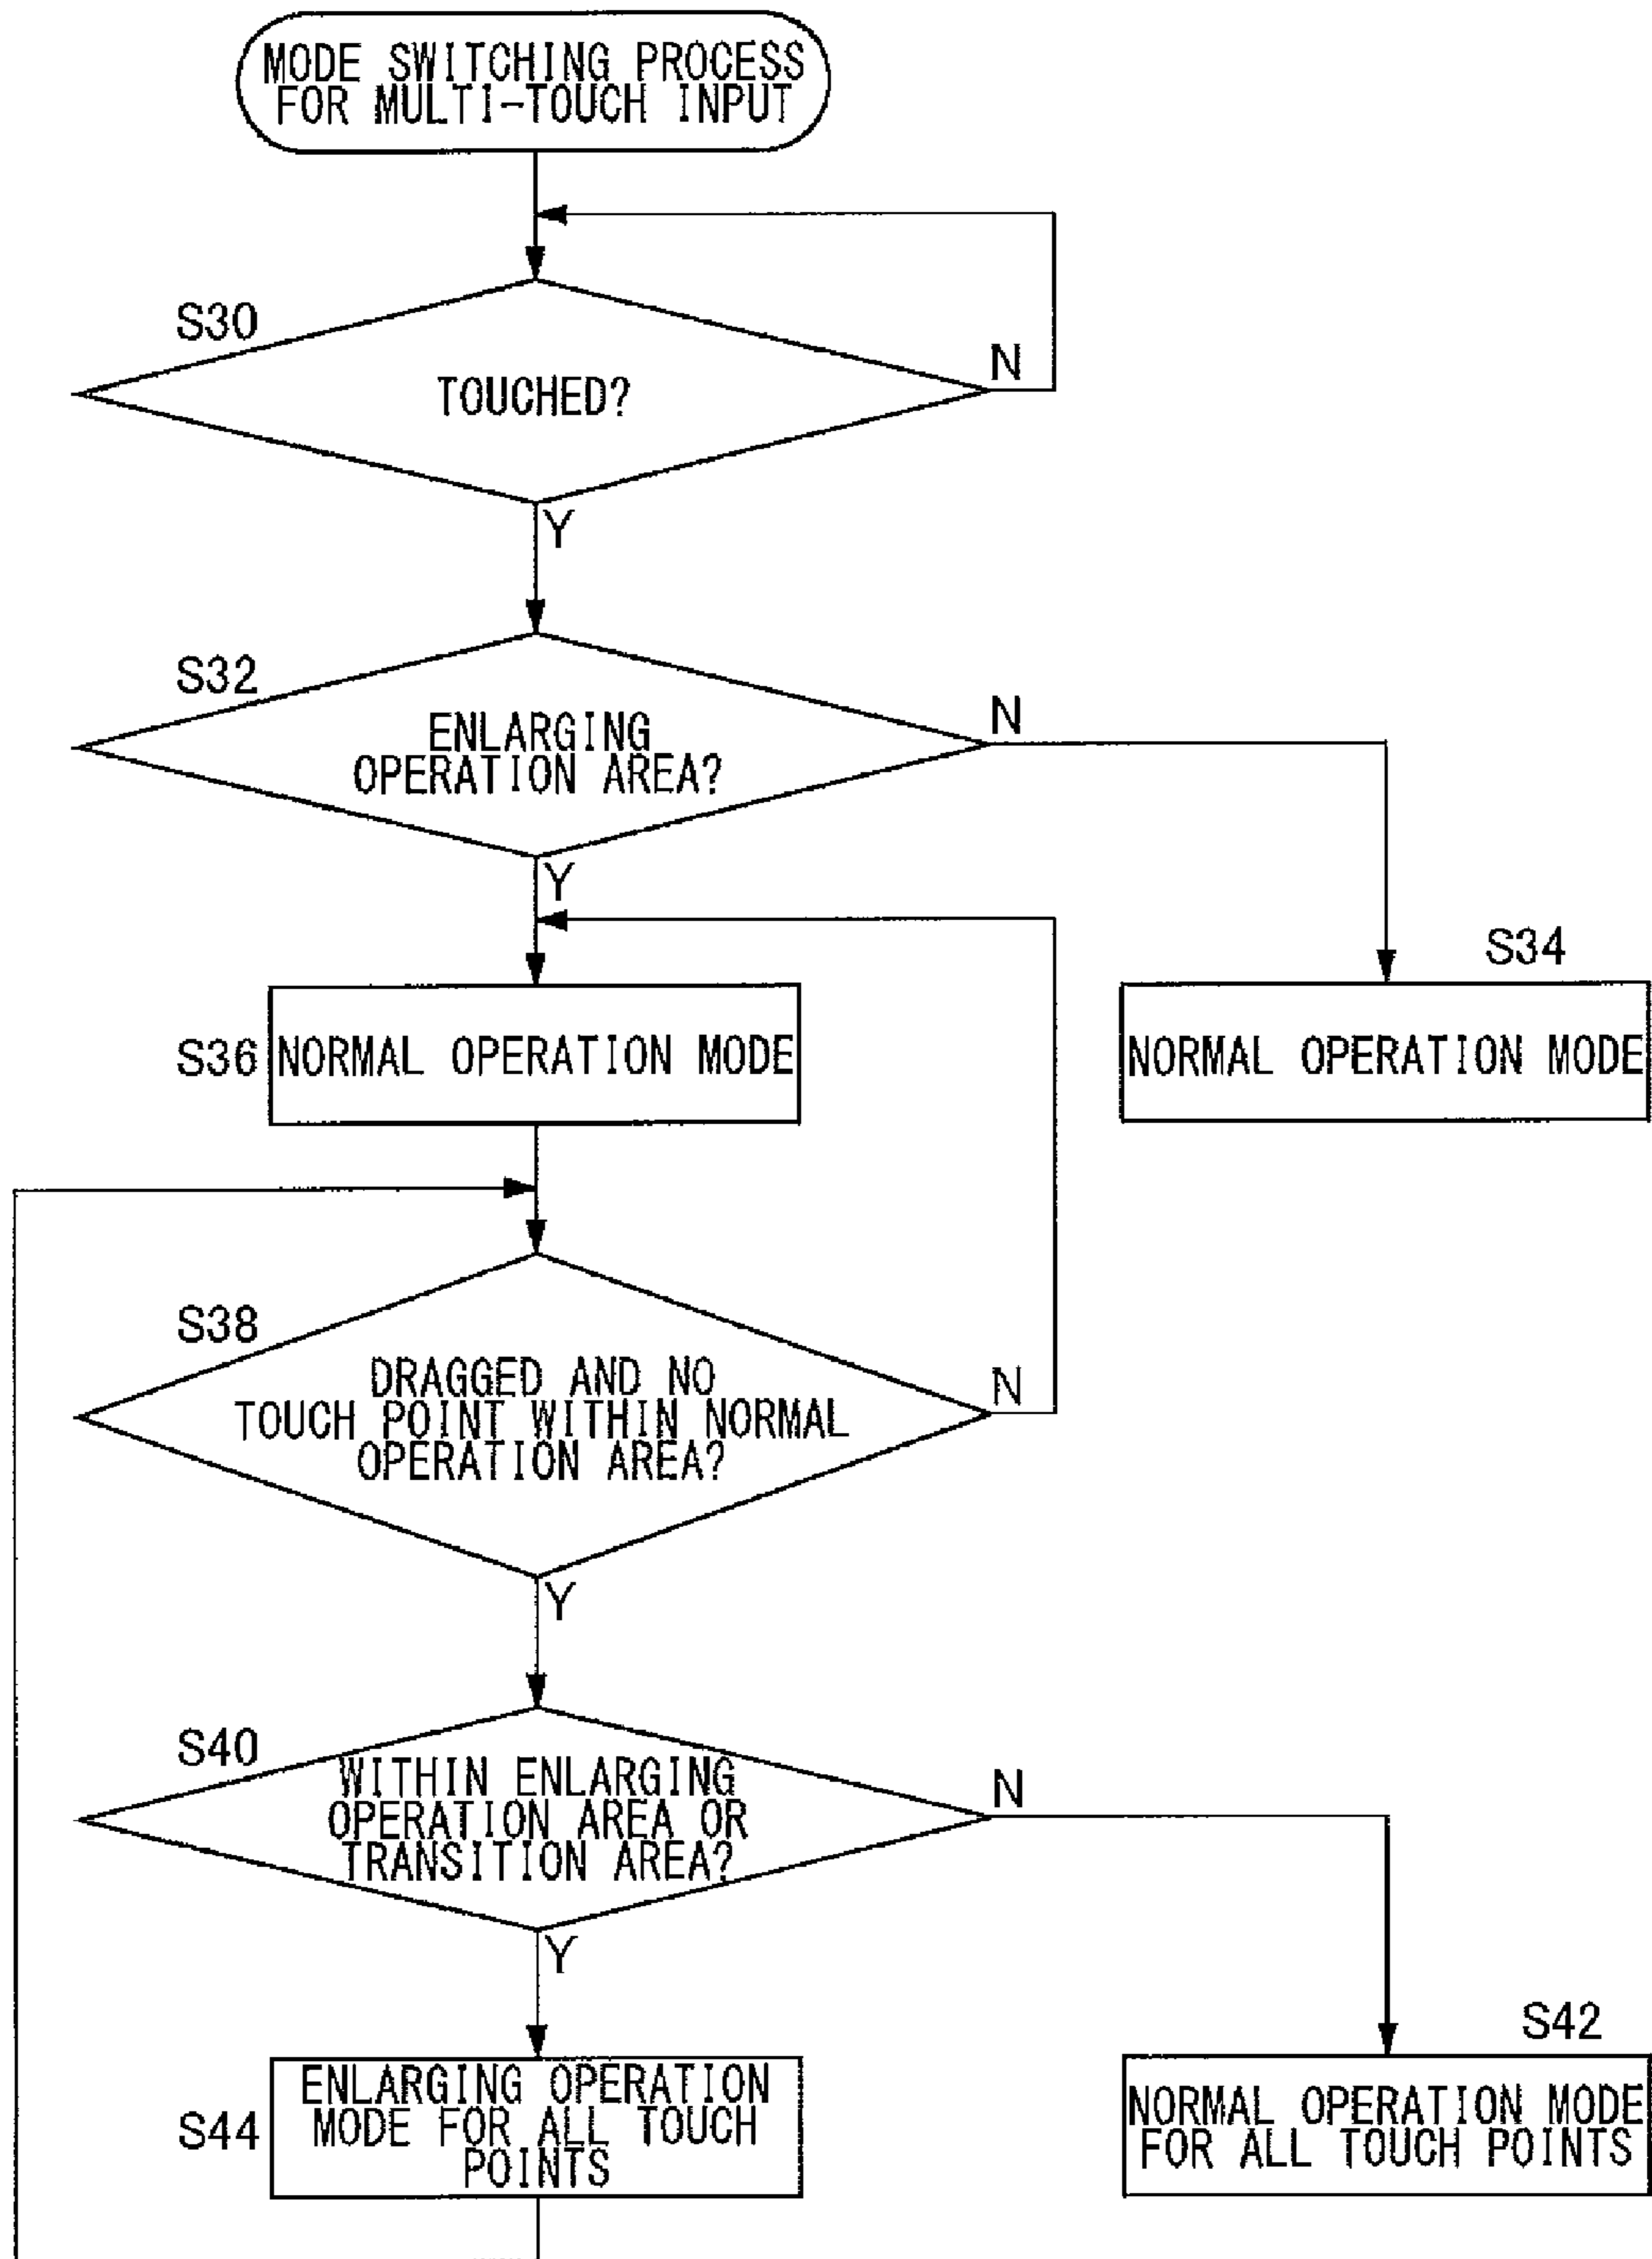 MODE SWITCHING PROCESS
FOR MULTI-TOUCH INPUT
S30
TOUCHED?
N
Y
S32
ENLARGING
OPERATION AREA?
N
Y
S34
NORMAL OPERATION MODE
S36
NORMAL OPERATION MODE
S38
DRAGGED AND NO
TOUCH POINT WITHIN NORMAL
OPERATION AREA?
N
Y
S40
WITHIN ENLARGING
OPERATION AREA OR
TRANSITION AREA?
N
Y
S42
NORMAL OPERATION MODE
FOR ALL TOUCH POINTS
S44
ENLARGING OPERATION
MODE FOR ALL TOUCH
POINTS